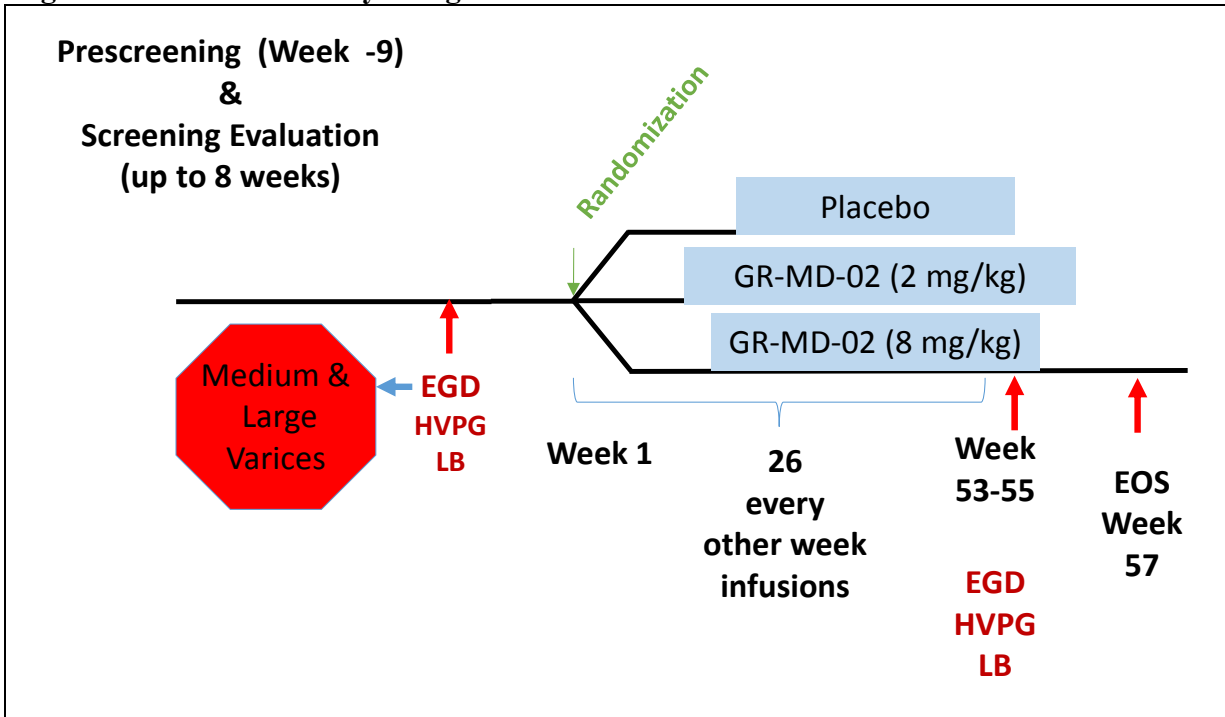 Prescreening (Week -9)
&
Screening Evaluation
(up to 8 weeks)
Randomization
Placebo
GR-MD-02 (2 mg/kg)
GR-MD-02 (8 mg/kg)
Medium &
Large
Varices
EGD
HVPG
LB
Week 1
26
every
other week
infusions
Week
53-55
EGD
HVPG
LB
EOS
Week
57